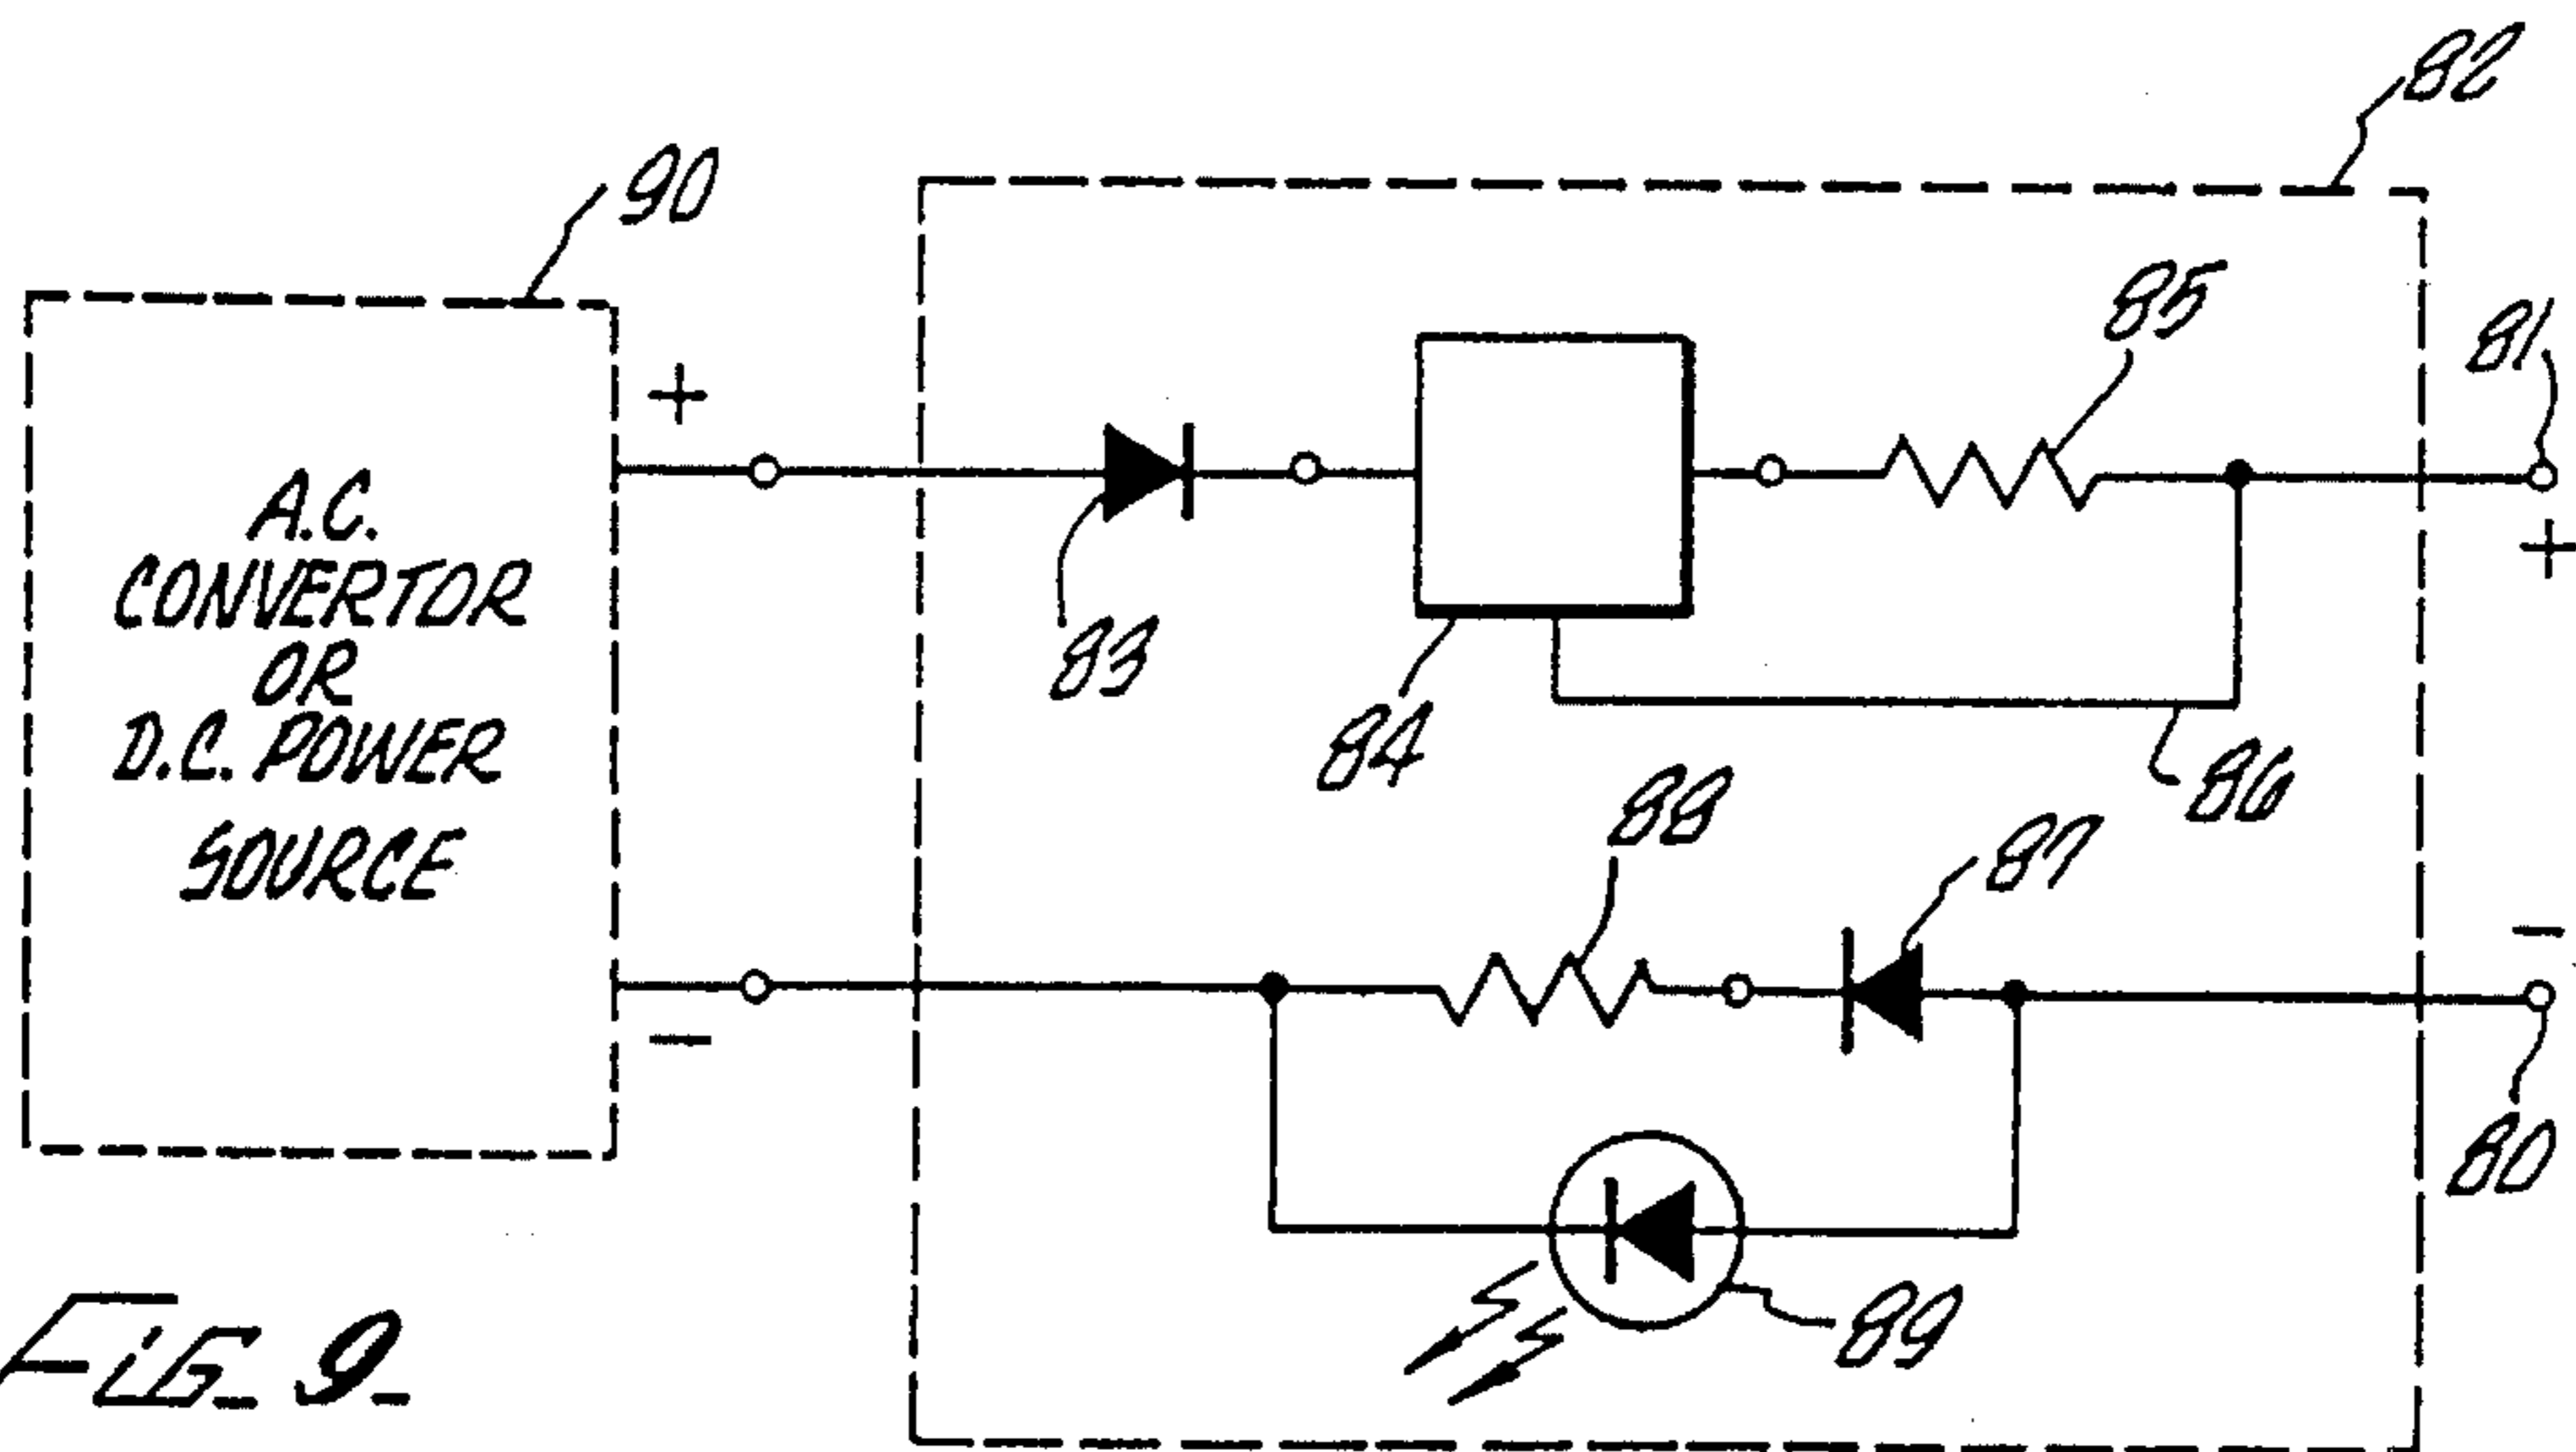 82
90
85
81
+
+
A.C.
CONVERTOR
OR
D.C. POWER
SOURCE
83
84
86
88
87
-
-
80
89
FIG. 9.